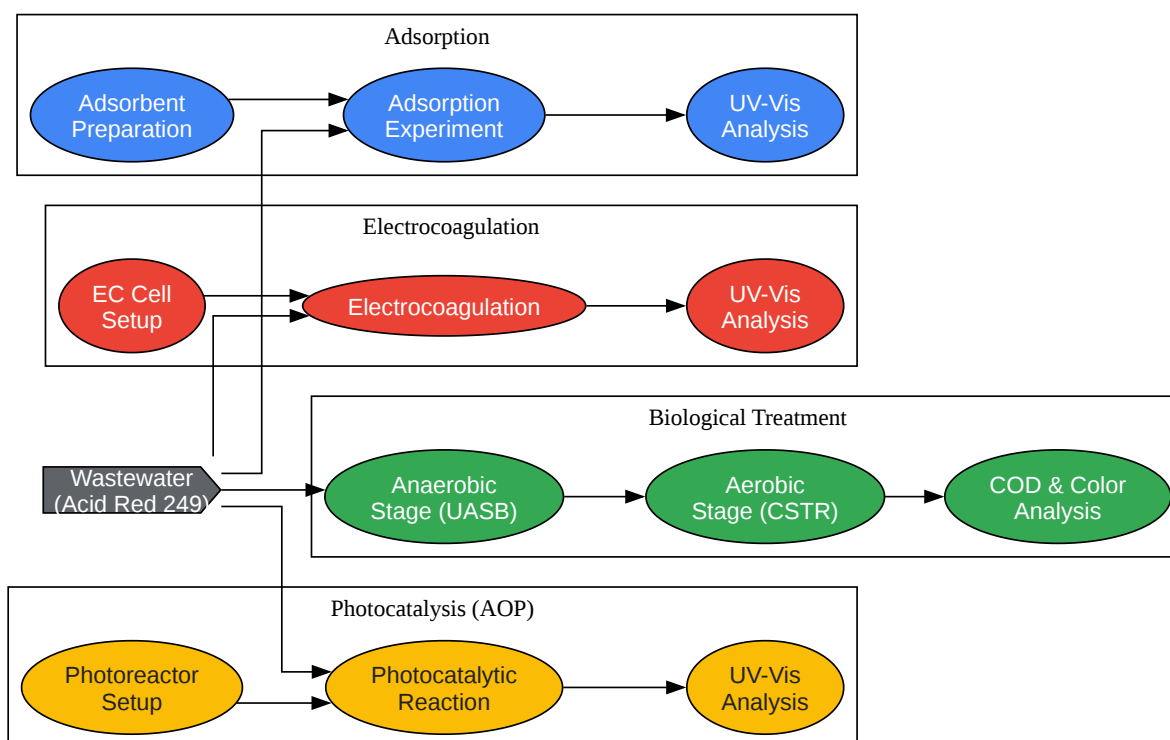 Adsorption
Adsorbent
Preparation
Adsorption
Experiment
UV-Vis
Analysis
Electrocoagulation
EC Cell
Setup
Electrocoagulation
UV-Vis
Analysis
Biological Treatment
Wastewater
(Acid Red 249)
Anaerobic
Stage (UASB)
Aerobic
Stage (CSTR)
COD & Color
Analysis
Photocatalysis (AOP)
Photoreactor
Setup
Photocatalytic
Reaction
UV-Vis
Analysis